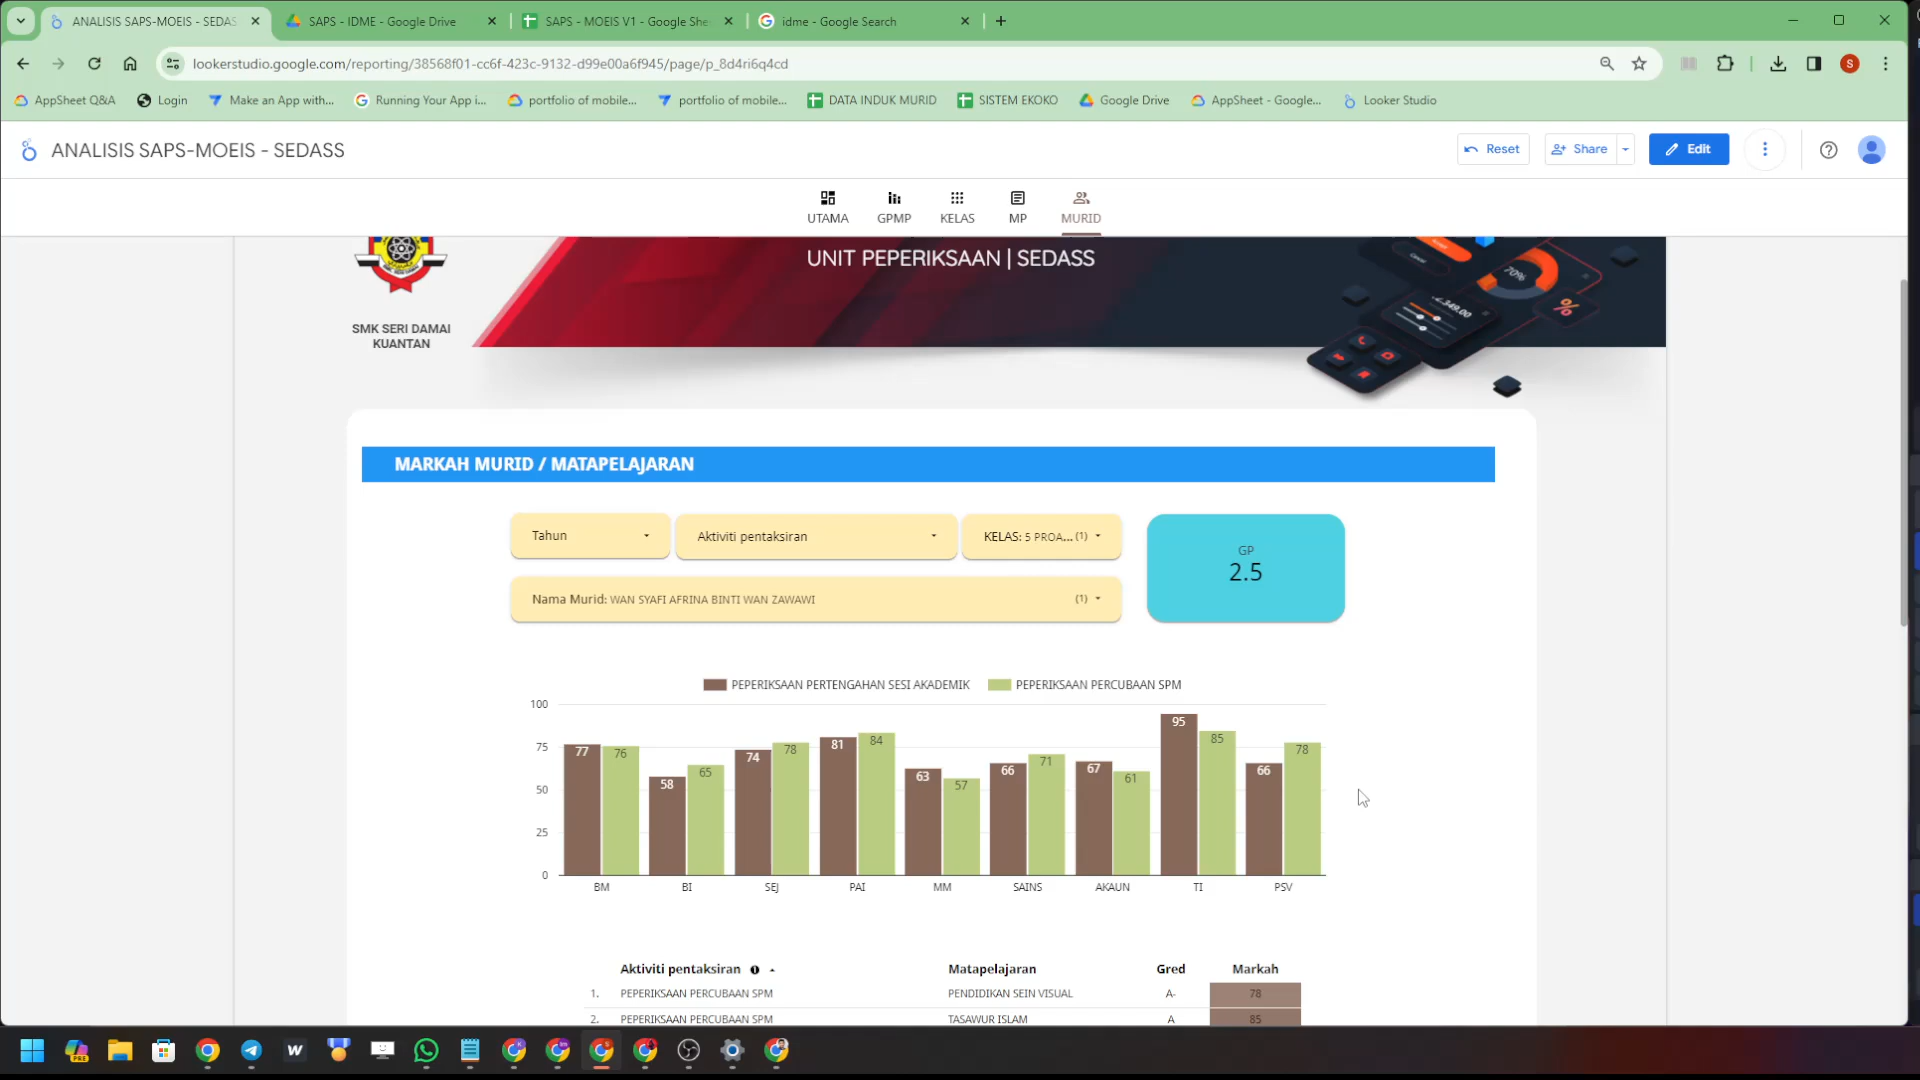 ANALISIS SAPS-MOEIS - SEDAS
SAPS - IDME - Google Drive
SAPS - MOEIS V1 - Google She
idme - Google Search
lookerstudio.google.com/reporting/38568f01-cc6f-423c-9132-d99e00a6f945/page/p_8d4ri6q4cd
S
AppSheet Q&A
Login
Make an App with...
Running Your App i...
portfolio of mobile...
portfolio of mobile...
DATA INDUK MURID
SISTEM EKOKO
Google Drive
AppSheet - Google...
Looker Studio
ANALISIS SAPS-MOEIS - SEDASS
Reset
Share
Edit
UTAMA
GPMP
KELAS
MP
MURID
UNIT PEPERIKSAAN | SEDASS
70%
%
SMK SERI DAMAI
KUANTAN
MARKAH MURID / MATAPELAJARAN
Tahun
Aktiviti pentaksiran
KELAS: 5 PROA... (1)
GP
2.5
Nama Murid: WAN SYAFI AFRINA BINTI WAN ZAWAWI (1)
PEPERIKSAAN PERTENGAHAN SESI AKADEMIK
PEPERIKSAAN PERCUBAAN SPM
100
75
50
25
0
77 76 58 65 74 78 81 84 63 57 66 71 67 61 95 85 66 78
BM BI SEJ PAI MM SAINS AKAUN TI PSV
Aktiviti pentaksiran Matapelajaran Gred Markah
1. PEPERIKSAAN PERCUBAAN SPM PENDIDIKAN SEIN VISUAL A- 78
2. PEPERIKSAAN PERCUBAAN SPM TASAWUR ISLAM A 85
PRE
W